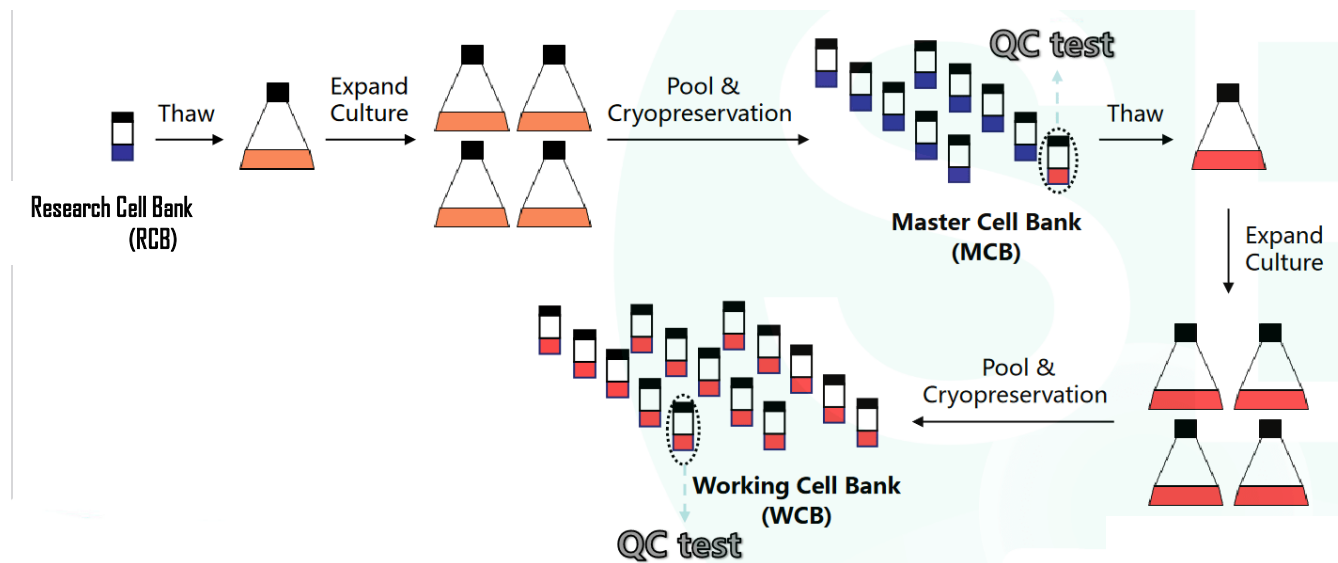 QC test
Thaw
Expand
Culture
Pool &
Cryopreservation
Thaw
Research Cell Bank
(RCB)
Master Cell Bank
(MCB)
Expand
Culture
Pool &
Cryopreservation
Working Cell Bank
(WCB)
QC test